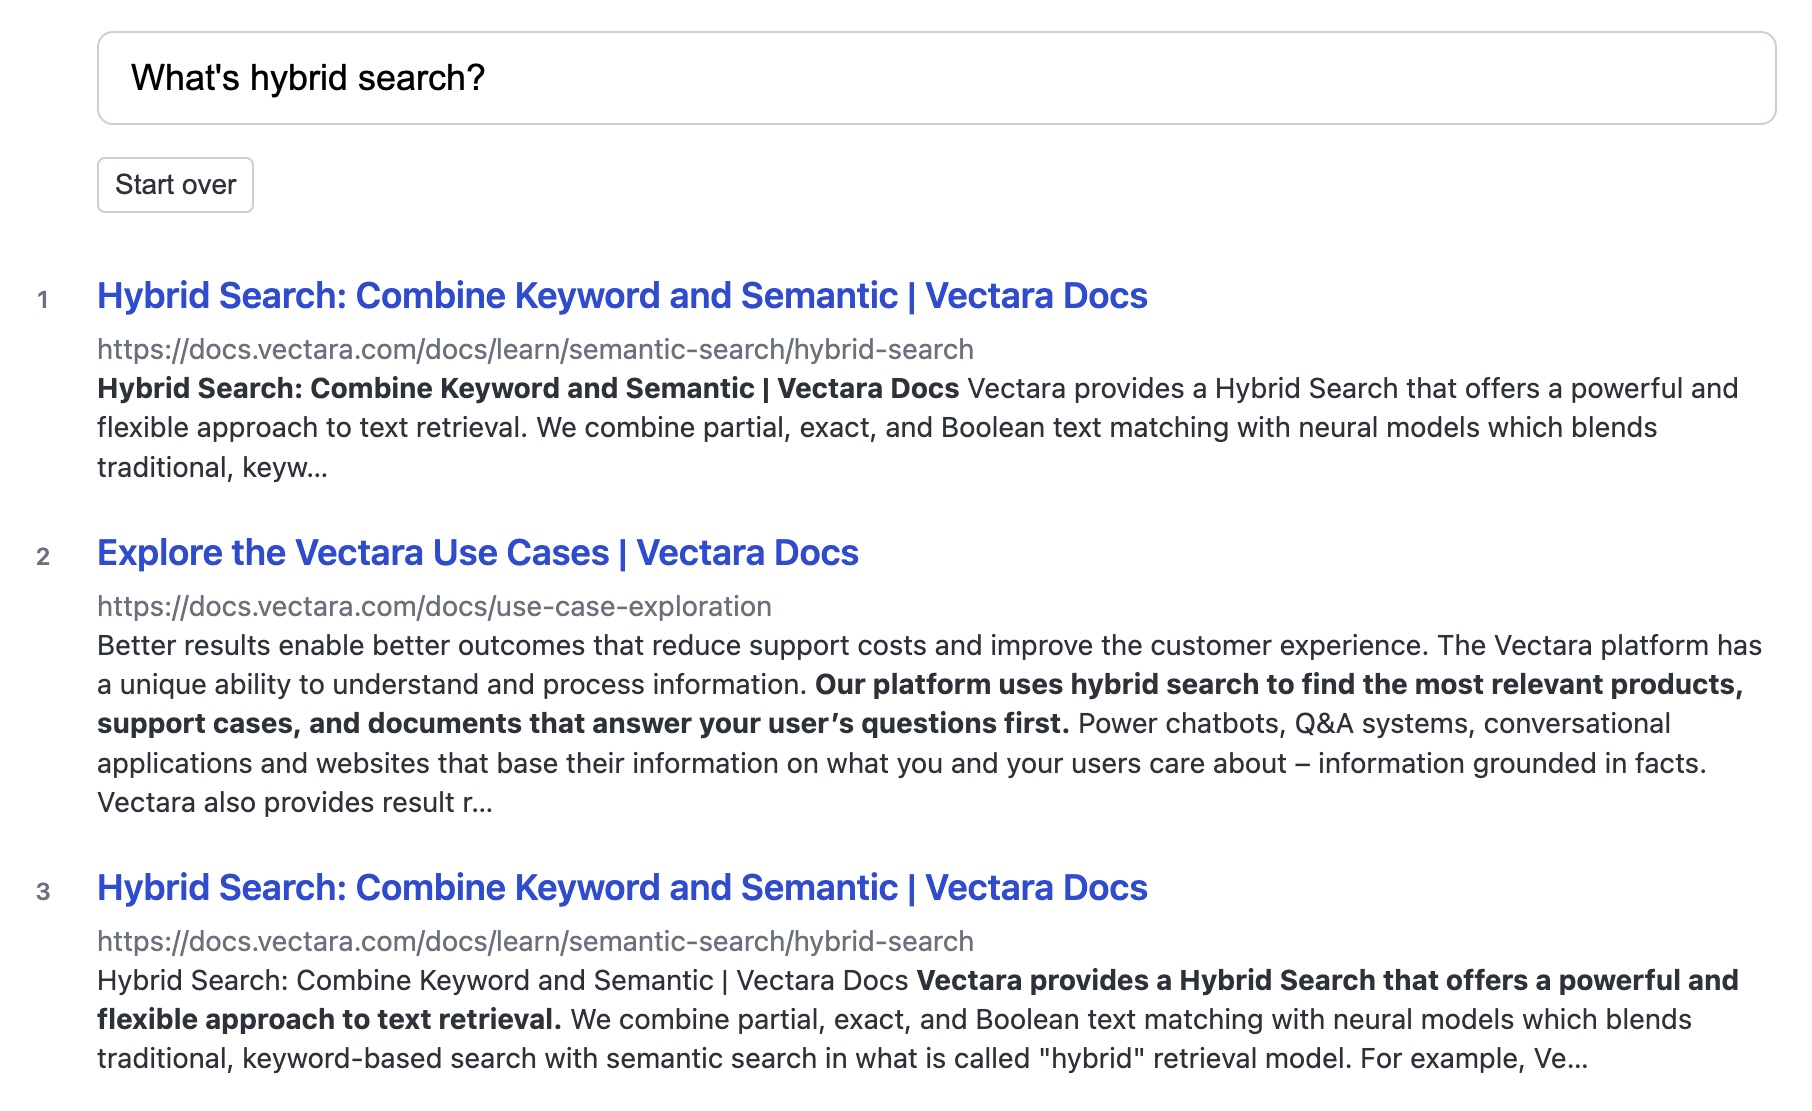 What's hybrid search?
Start over
1
Hybrid Search: Combine Keyword and Semantic | Vectara Docs
https://docs.vectara.com/docs/learn/semantic-search/hybrid-search
Hybrid Search: Combine Keyword and Semantic | Vectara Docs Vectara provides a Hybrid Search that offers a powerful and
flexible approach to text retrieval. We combine partial, exact, and Boolean text matching with neural models which blends
traditional, keyw...
2
Explore the Vectara Use Cases | Vectara Docs
https://docs.vectara.com/docs/use-case-exploration
Better results enable better outcomes that reduce support costs and improve the customer experience. The Vectara platform has
a unique ability to understand and process information. Our platform uses hybrid search to find the most relevant products,
support cases, and documents that answer your user’s questions first. Power chatbots, Q&A systems, conversational
applications and websites that base their information on what you and your users care about – information grounded in facts.
Vectara also provides result r...
3
Hybrid Search: Combine Keyword and Semantic | Vectara Docs
https://docs.vectara.com/docs/learn/semantic-search/hybrid-search
Hybrid Search: Combine Keyword and Semantic | Vectara Docs Vectara provides a Hybrid Search that offers a powerful and
flexible approach to text retrieval. We combine partial, exact, and Boolean text matching with neural models which blends
traditional, keyword-based search with semantic search in what is called "hybrid" retrieval model. For example, Ve...